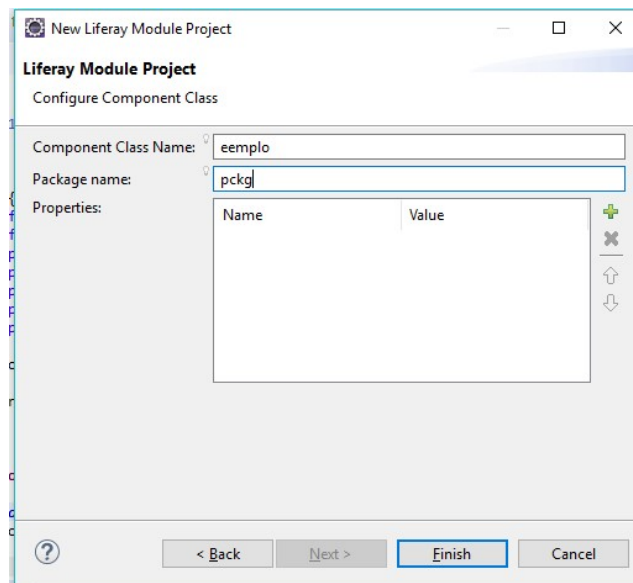 New Liferay Module Project
Liferay Module Project
Configure Component Class
Component Class Name: eemplo
Package name: pckg
Properties: Name Value
< Back Next > Finish Cancel